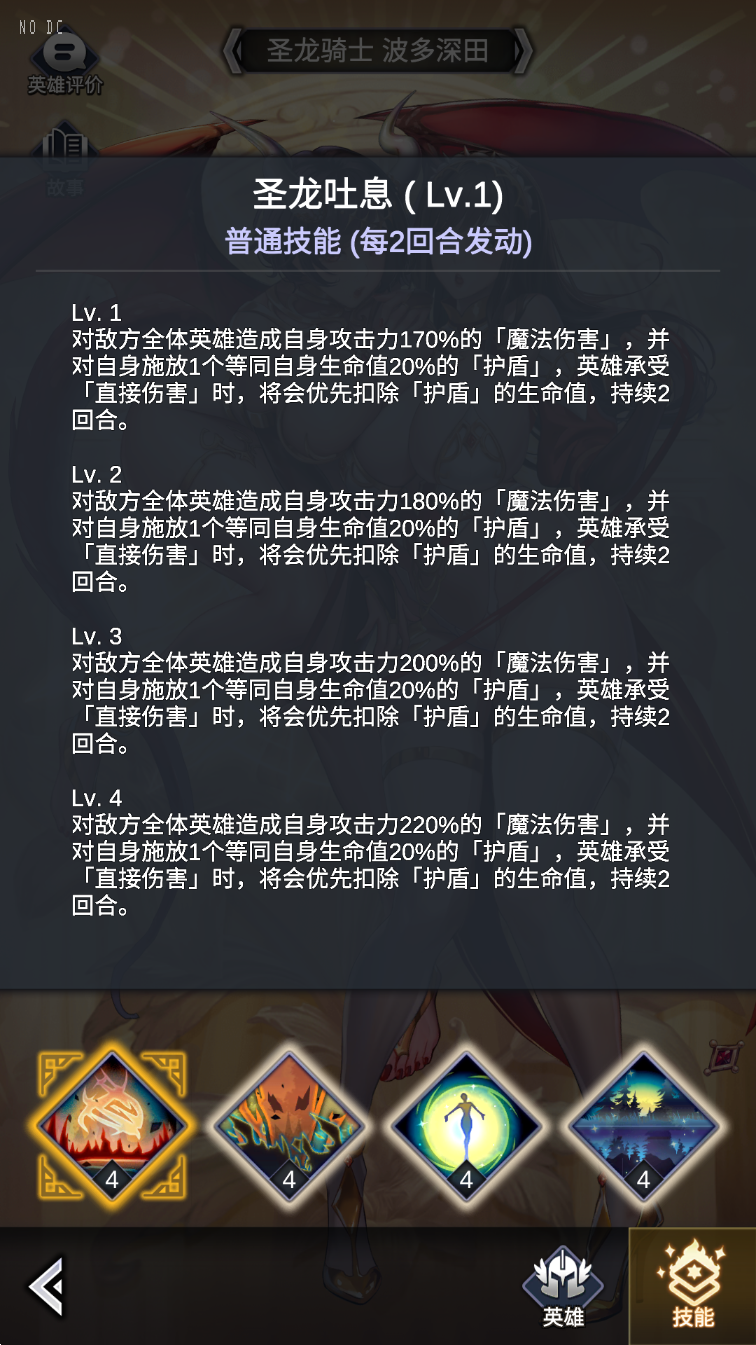 NO DC
圣龙骑士 波多深田
英雄评价
故事
圣龙吐息 ( Lv.1)
普通技能 (每2回合发动)
Lv. 1
对敌方全体英雄造成自身攻击力170%的「魔法伤害」，并
对自身施放1个等同自身生命值20%的「护盾」，英雄承受
「直接伤害」时，将会优先扣除「护盾」的生命值，持续2
回合。
Lv. 2
对敌方全体英雄造成自身攻击力180%的「魔法伤害」，并
对自身施放1个等同自身生命值20%的「护盾」，英雄承受
「直接伤害」时，将会优先扣除「护盾」的生命值，持续2
回合。
Lv. 3
对敌方全体英雄造成自身攻击力200%的「魔法伤害」，并
对自身施放1个等同自身生命值20%的「护盾」，英雄承受
「直接伤害」时，将会优先扣除「护盾」的生命值，持续2
回合。
Lv. 4
对敌方全体英雄造成自身攻击力220%的「魔法伤害」，并
对自身施放1个等同自身生命值20%的「护盾」，英雄承受
「直接伤害」时，将会优先扣除「护盾」的生命值，持续2
回合。
4 4 4 4
英雄 技能